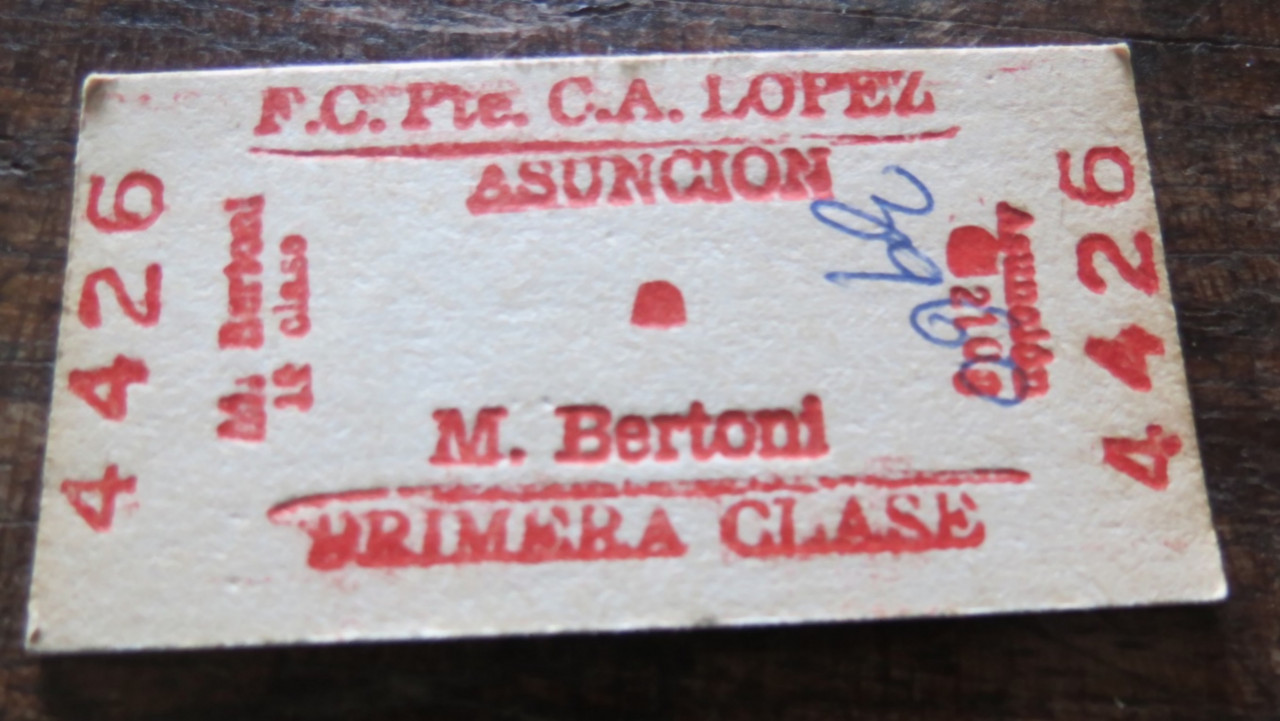 F.C. Pte. C.A. LOPEZ
ASUNCION
M. Bertoni
PRIMERA CLASE
4426
M. Bertoni
1ª clase
Asunción
4426